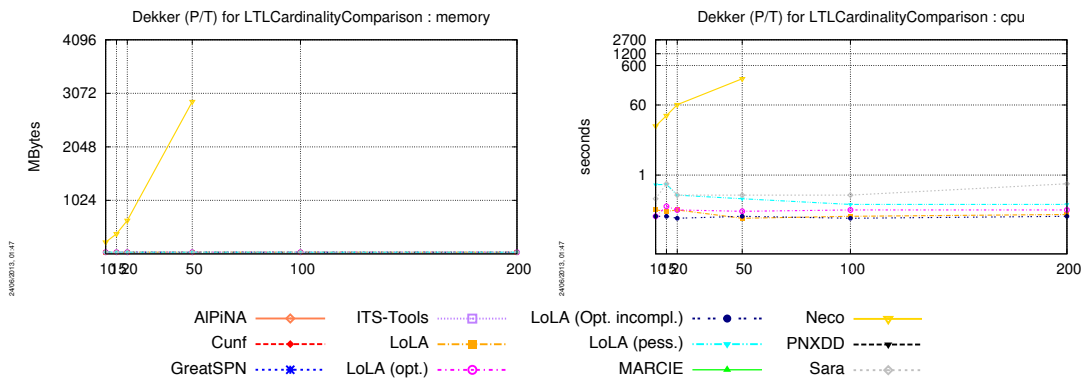 Dekker (P/T) for LTLCardinalityComparison : memory
4096
3072
2048
1024
MBytes
10 15 20 50 100 200
24/06/2013, 01:47
Dekker (P/T) for LTLCardinalityComparison : cpu
2700
1200
600
60
1
seconds
10 15 20 50 100 200
24/06/2013, 01:47
AlPiNA
Cunf
GreatSPN
ITS-Tools
LoLA
LoLA (opt.)
LoLA (Opt. incompl.)
LoLA (pess.)
MARCIE
Neco
PNXDD
Sara